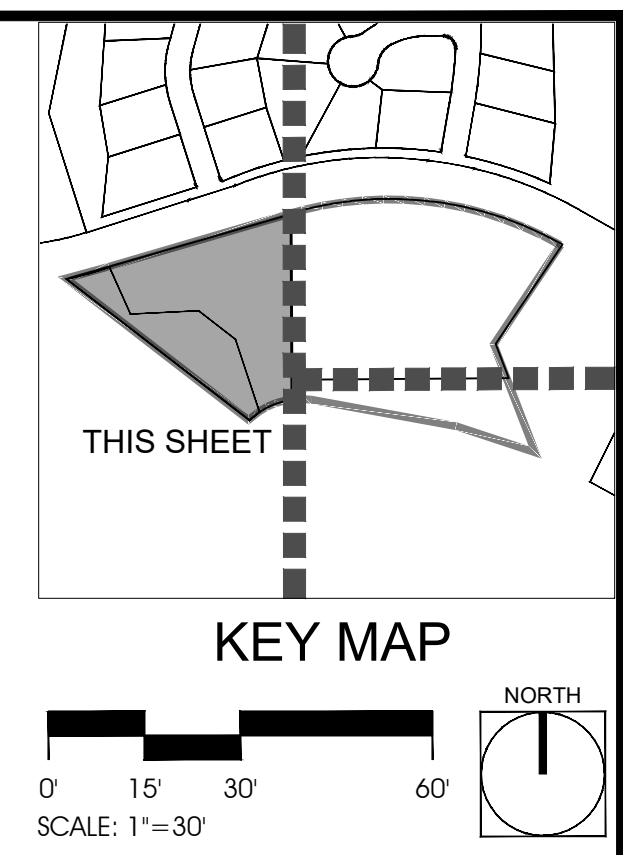 THIS SHEET
KEY MAP
NORTH
0' 15' 30' 60'
SCALE: 1"=30'